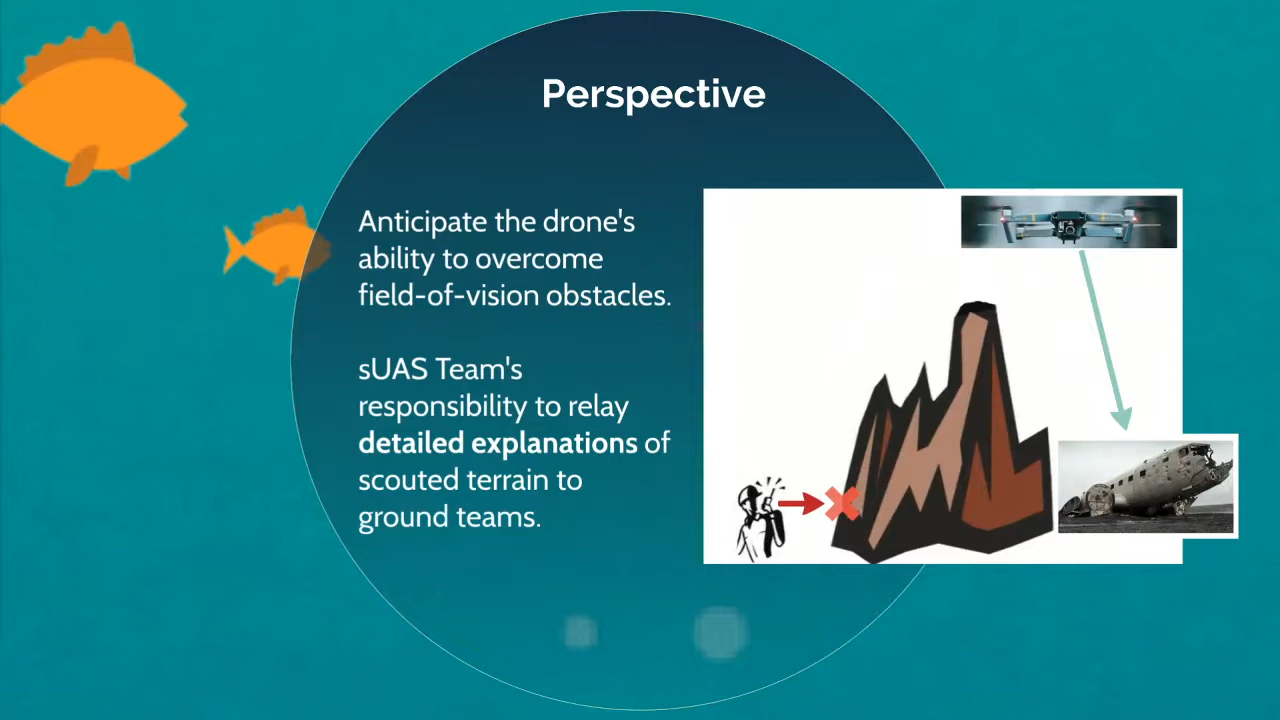 Perspective
Anticipate the drone's
ability to overcome
field-of-vision obstacles.
sUAS Team's
responsibility to relay
detailed explanations of
scouted terrain to
ground teams.